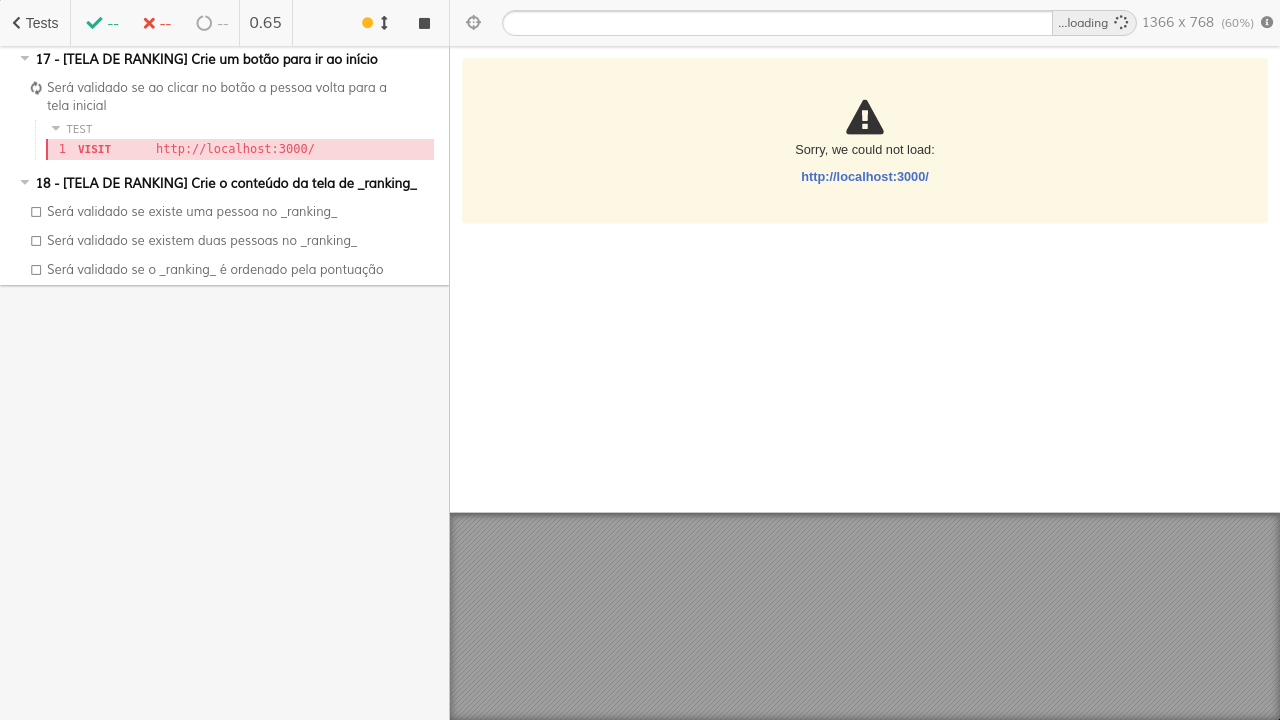 Tests -- -- -- 0.65
...loading 1366 x 768 (60%)
17 - [TELA DE RANKING] Crie um botão para ir ao início
Será validado se ao clicar no botão a pessoa volta para a
tela inicial
TEST
1 VISIT http://localhost:3000/
18 - [TELA DE RANKING] Crie o conteúdo da tela de _ranking_
Será validado se existe uma pessoa no _ranking_
Será validado se existem duas pessoas no _ranking_
Será validado se o _ranking_ é ordenado pela pontuação
Sorry, we could not load:
http://localhost:3000/